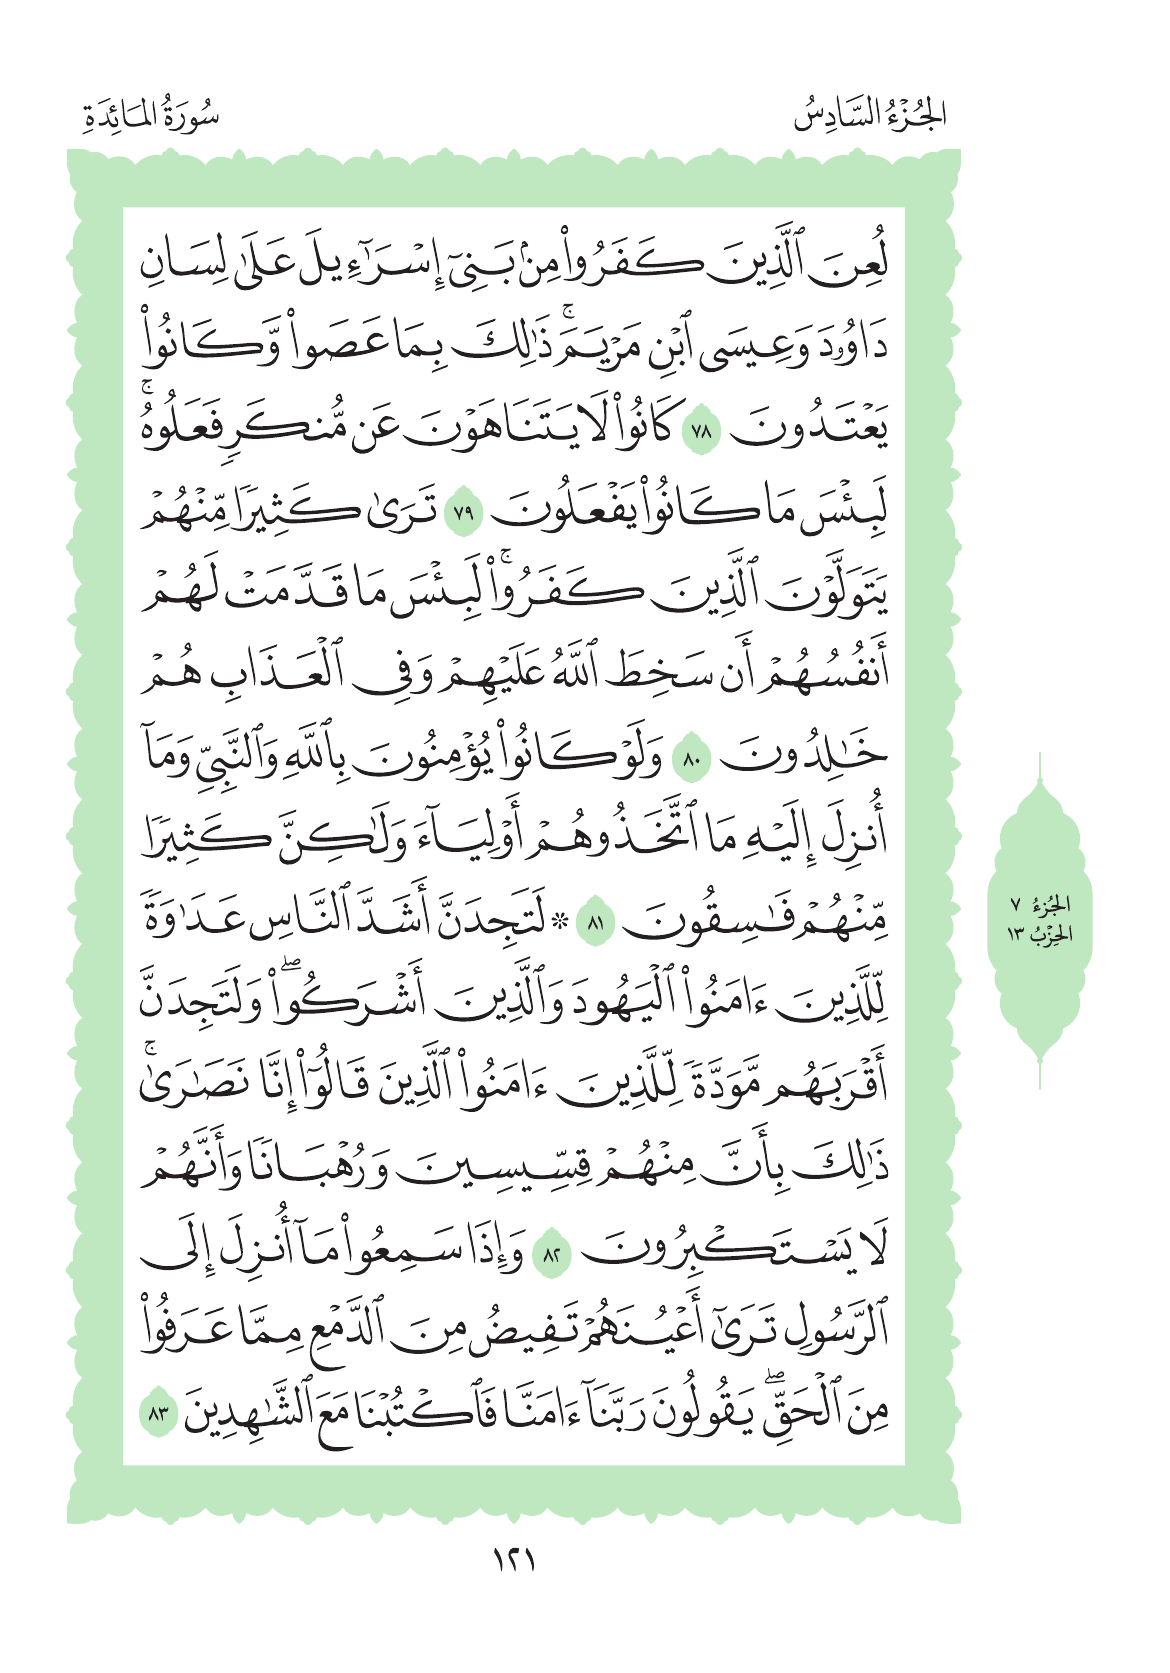 الجُزْءُ السَّادِسُ
سُورَةُ المَائِدَةِ
لُعِنَ ٱلَّذِينَ كَفَرُواْ مِنۢ بَنِيٓ إِسْرَٰٓءِيلَ عَلَىٰ لِسَانِ
دَاوُۥدَ وَعِيسَى ٱبْنِ مَرْيَمَۚ ذَٰلِكَ بِمَا عَصَواْ وَّكَانُواْ
يَعْتَدُونَ ٧٨ كَانُواْ لَا يَتَنَاهَوْنَ عَن مُّنكَرٍ فَعَلُوهُۚ
لَبِئْسَ مَا كَانُواْ يَفْعَلُونَ ٧٩ تَرَىٰ كَثِيرًا مِّنْهُمْ
يَتَوَلَّوْنَ ٱلَّذِينَ كَفَرُواْۚ لَبِئْسَ مَا قَدَّمَتْ لَهُمْ
أَنفُسُهُمْ أَن سَخِطَ ٱللَّهُ عَلَيْهِمْ وَفِي ٱلْعَذَابِ هُمْ
خَٰلِدُونَ ٨٠ وَلَوْ كَانُواْ يُؤْمِنُونَ بِٱللَّهِ وَٱلنَّبِيِّ وَمَآ
أُنزِلَ إِلَيْهِ مَا ٱتَّخَذُوهُمْ أَوْلِيَآءَ وَلَٰكِنَّ كَثِيرًا
مِّنْهُمْ فَٰسِقُونَ ٨١ ۞ لَتَجِدَنَّ أَشَدَّ ٱلنَّاسِ عَدَٰوَةً
لِّلَّذِينَ ءَامَنُواْ ٱلْيَهُودَ وَٱلَّذِينَ أَشْرَكُواْۖ وَلَتَجِدَنَّ
أَقْرَبَهُم مَّوَدَّةً لِّلَّذِينَ ءَامَنُواْ ٱلَّذِينَ قَالُوٓاْ إِنَّا نَصَٰرَىٰۚ
ذَٰلِكَ بِأَنَّ مِنْهُمْ قِسِّيسِينَ وَرُهْبَانًا وَأَنَّهُمْ
لَا يَسْتَكْبِرُونَ ٨٢ وَإِذَا سَمِعُواْ مَآ أُنزِلَ إِلَى
ٱلرَّسُولِ تَرَىٰٓ أَعْيُنَهُمْ تَفِيضُ مِنَ ٱلدَّمْعِ مِمَّا عَرَفُواْ
مِنَ ٱلْحَقِّۖ يَقُولُونَ رَبَّنَآ ءَامَنَّا فَٱكْتُبْنَا مَعَ ٱلشَّٰهِدِينَ ٨٣
الجُزءُ ٧
الحِزْبُ ١٣
١٢١